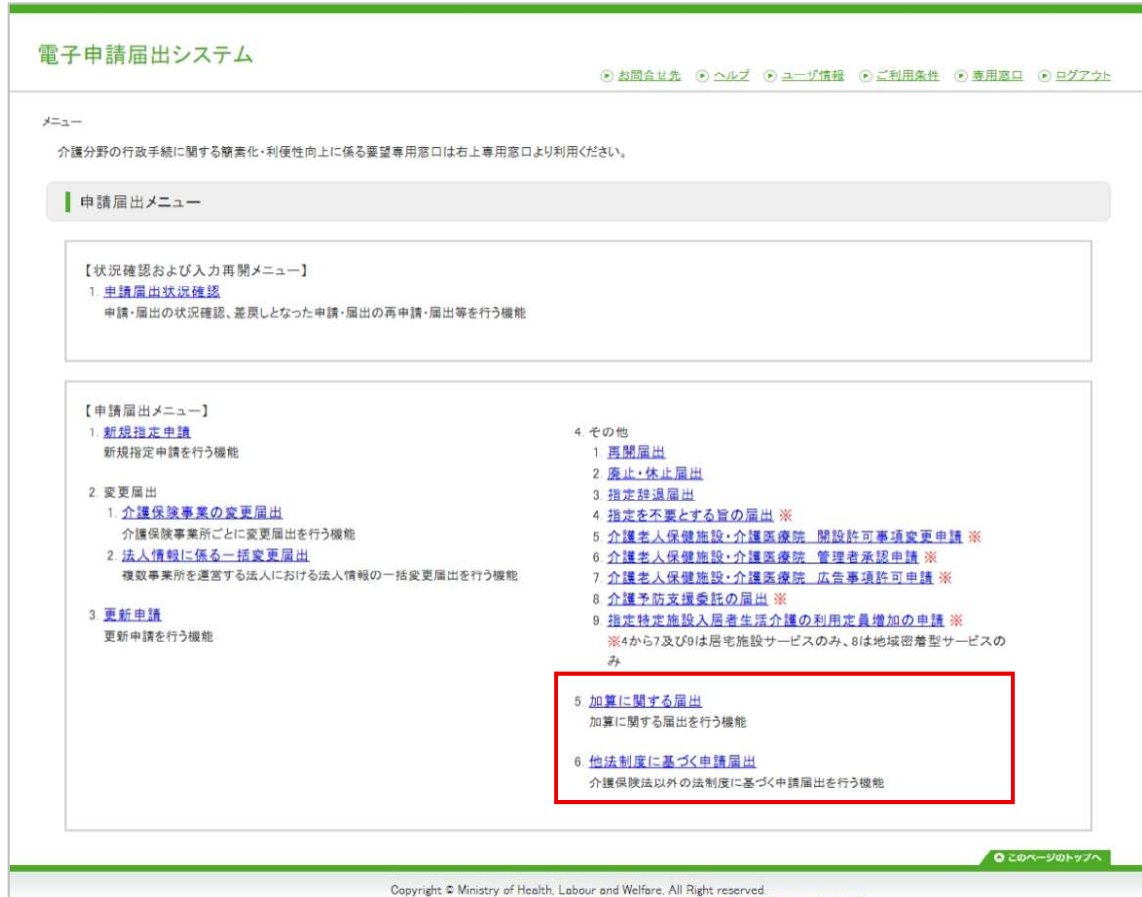 電子申請届出システム
お問合せ先 ヘルプ ユーザ情報 ご利用条件 専用窓口 ログアウト
メニュー
介護分野の行政手続に関する簡素化・利便性向上に係る要望専用窓口は右上専用窓口より利用ください。
申請届出メニュー
【状況確認および入力再開メニュー】
1. 申請届出状況確認
申請・届出の状況確認、差戻しとなった申請・届出の再申請・届出等を行う機能
【申請届出メニュー】
1. 新規指定申請
新規指定申請を行う機能
2. 変更届出
1. 介護保険事業の変更届出
介護保険事業所ごとに変更届出を行う機能
2. 法人情報に係る一括変更届出
複数事業所を運営する法人における法人情報の一括変更届出を行う機能
3. 更新申請
更新申請を行う機能
4. その他
1. 再開届出
2. 廃止・休止届出
3. 指定辞退届出
4. 指定を不要とする旨の届出 ※
5. 介護老人保健施設・介護医療院 開設許可事項変更申請 ※
6. 介護老人保健施設・介護医療院 管理者承認申請 ※
7. 介護老人保健施設・介護医療院 広告事項許可申請 ※
8. 介護予防支援委託の届出 ※
9. 指定特定施設入居者生活介護の利用定員増加の申請 ※
※4から7及び9は居宅施設サービスのみ、8は地域密着型サービスの
み
5. 加算に関する届出
加算に関する届出を行う機能
6. 他法制度に基づく申請届出
介護保険法以外の法制度に基づく申請届出を行う機能
このページのトップへ
Copyright © Ministry of Health, Labour and Welfare, All Right reserved.